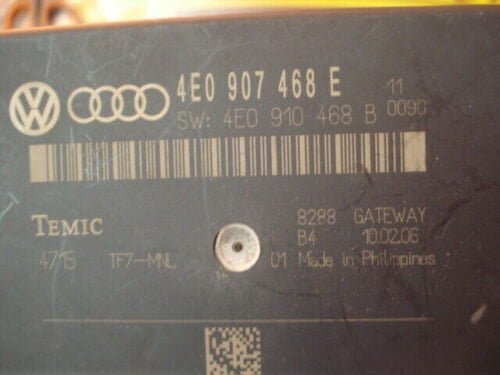 4E0 907 468 E 11
SW: 4E0 910 468 B 0090
TEMIC 8288 GATEWAY
B4 10.02.06
4715 TF7-MNL 01 Made in Philippines